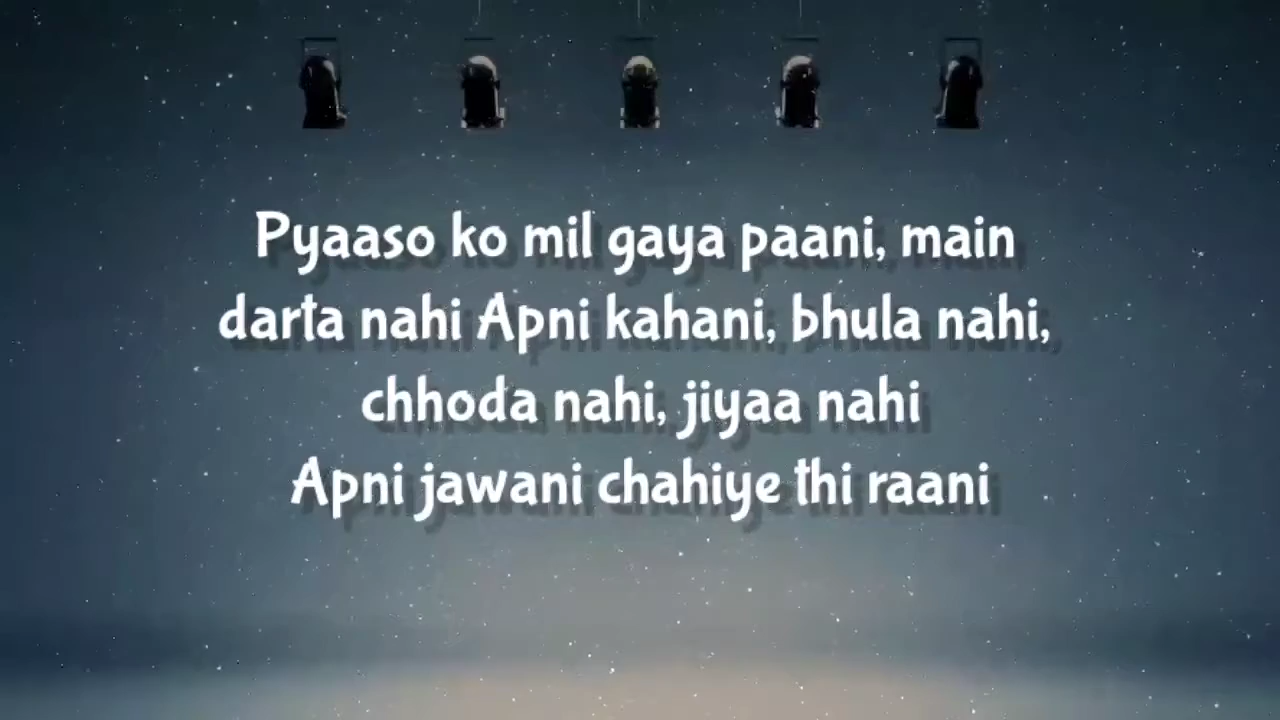 Pyaaso ko mil gaya paani, main
darta nahi Apni kahani, bhula nahi,
chhoda nahi, jiyaa nahi
Apni jawani chahiye thi raani